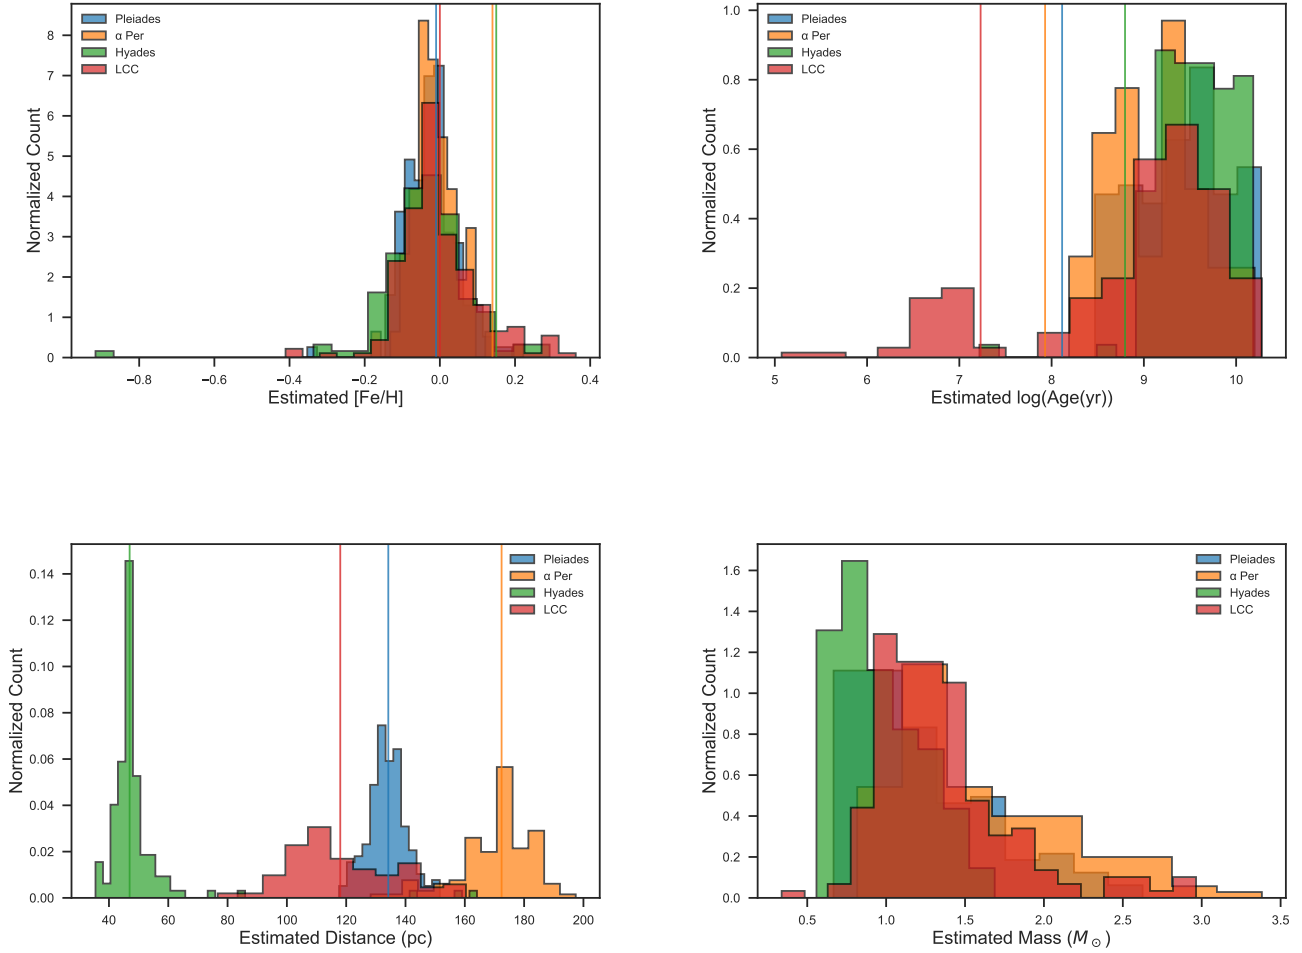 Pleiades
α Per
Hyades
LCC
Normalized Count
8
7
6
5
4
3
2
1
0
−0.8
−0.6
−0.4
−0.2
0.0
0.2
0.4
Estimated [Fe/H]
Pleiades
α Per
Hyades
LCC
Normalized Count
1.0
0.8
0.6
0.4
0.2
0.0
5
6
7
8
9
10
Estimated log(Age(yr))
Pleiades
α Per
Hyades
LCC
Normalized Count
0.14
0.12
0.10
0.08
0.06
0.04
0.02
0.00
40
60
80
100
120
140
160
180
200
Estimated Distance (pc)
Pleiades
α Per
Hyades
LCC
Normalized Count
1.6
1.4
1.2
1.0
0.8
0.6
0.4
0.2
0.0
0.5
1.0
1.5
2.0
2.5
3.0
3.5
Estimated Mass (M☉)